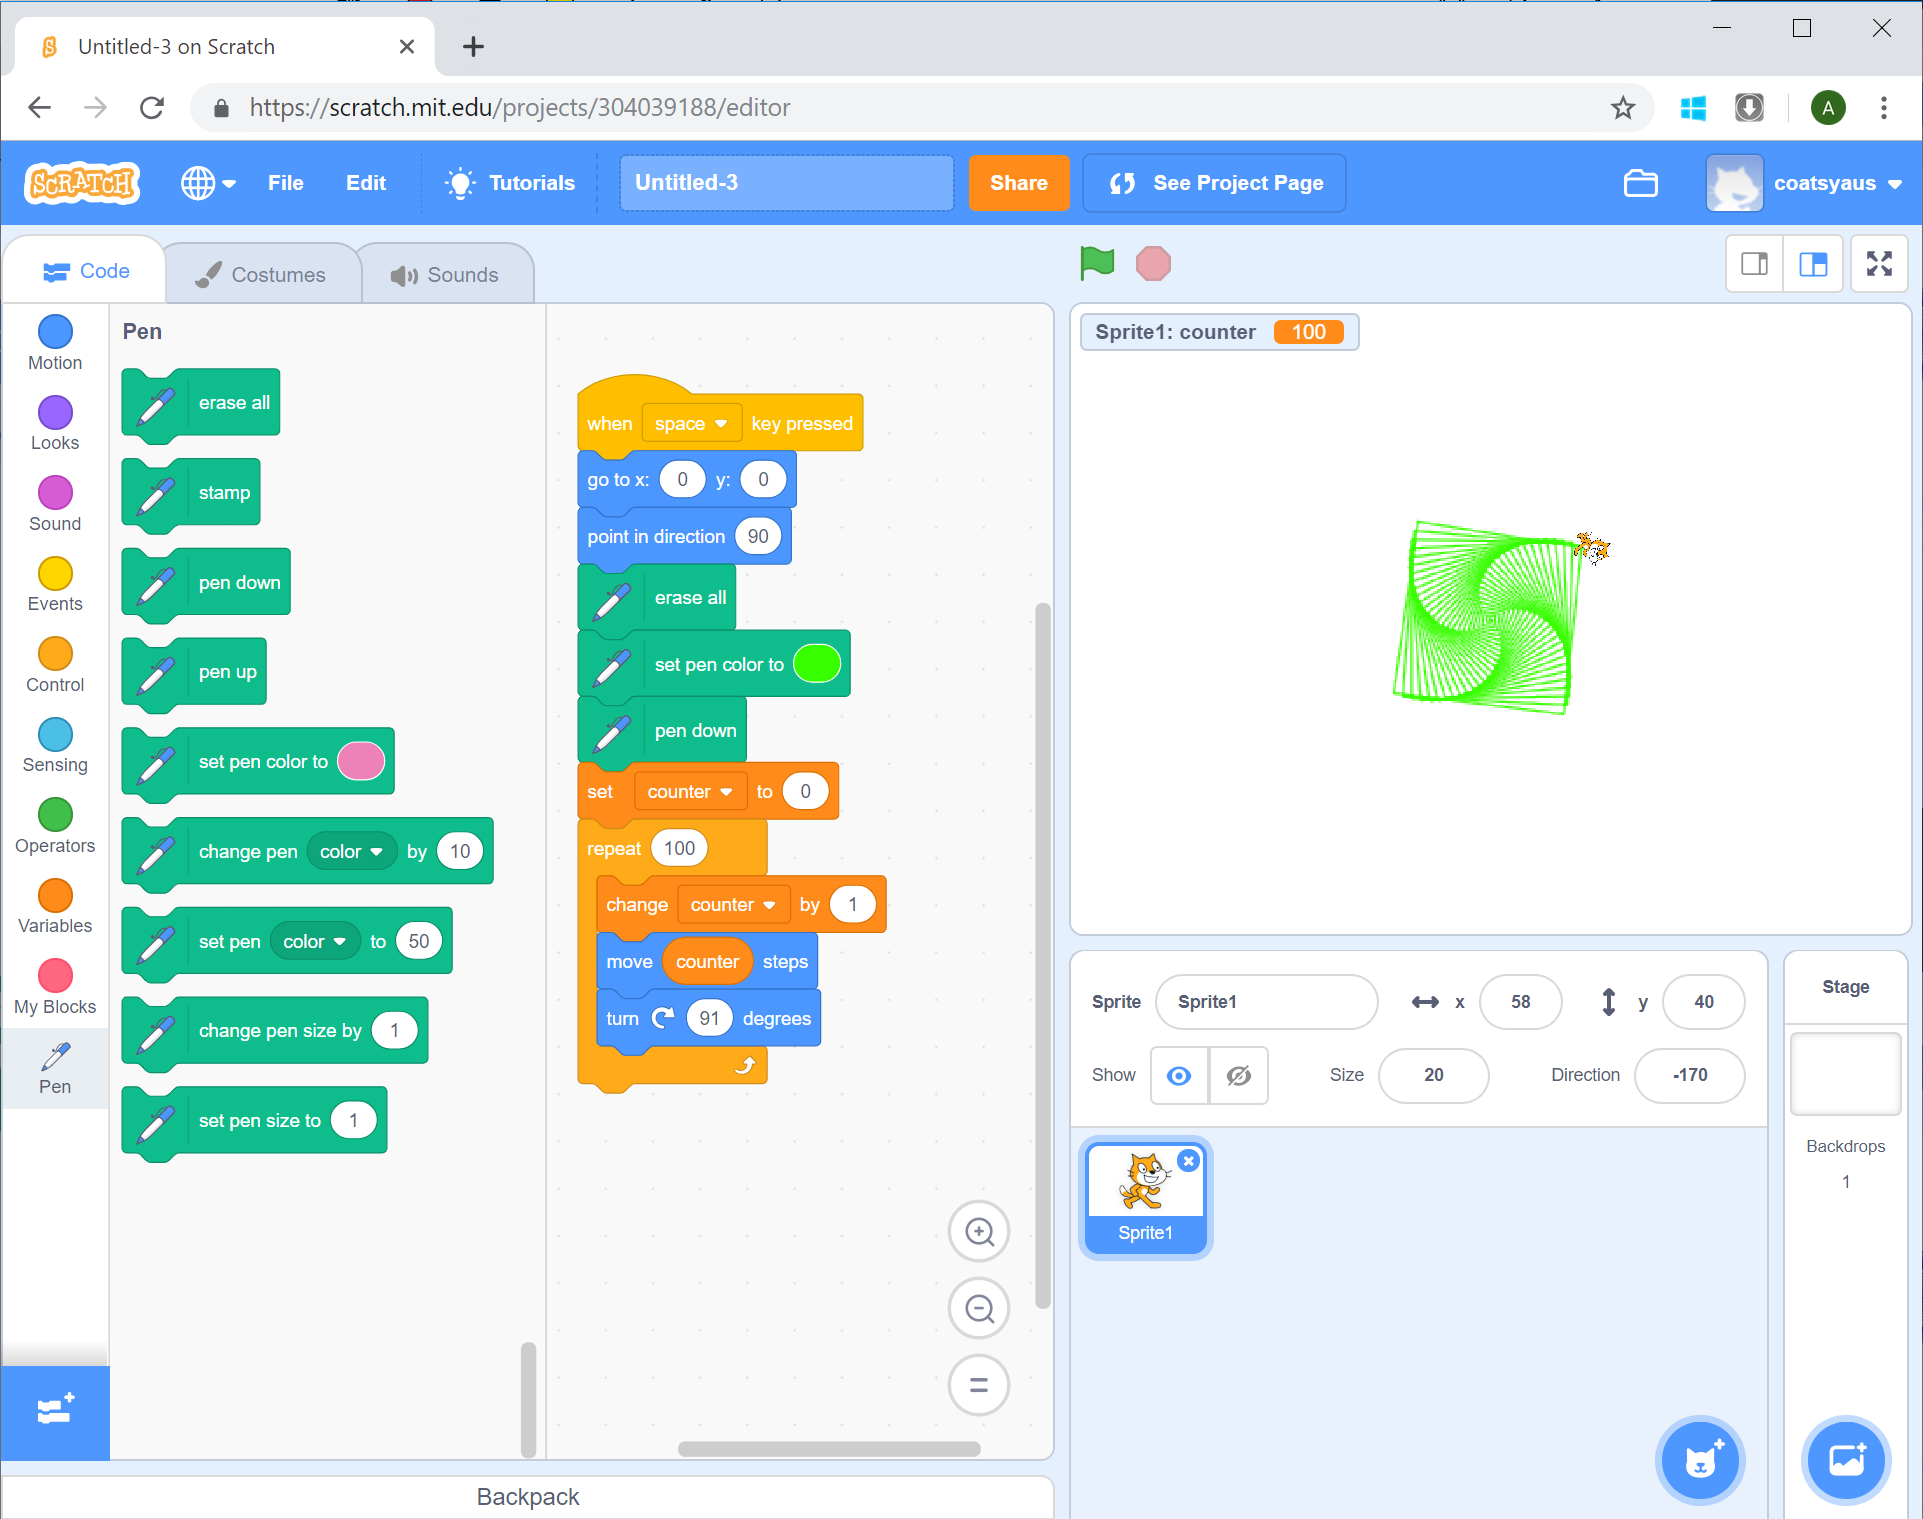 Untitled-3 on Scratch
https://scratch.mit.edu/projects/304039188/editor
A
SCRATCH
File
Edit
Tutorials
Untitled-3
Share
See Project Page
coatsyaus
Code
Costumes
Sounds
Motion
Looks
Sound
Events
Control
Sensing
Operators
Variables
My Blocks
Pen
Pen
erase all
stamp
pen down
pen up
set pen color to
change pen color by 10
set pen color to 50
change pen size by 1
set pen size to 1
when space key pressed
go to x: 0 y: 0
point in direction 90
erase all
set pen color to
pen down
set counter to 0
repeat 100
change counter by 1
move counter steps
turn 91 degrees
Backpack
Sprite1: counter 100
Sprite Sprite1 x 58 y 40
Show Size 20 Direction -170
Sprite1
Stage
Backdrops
1